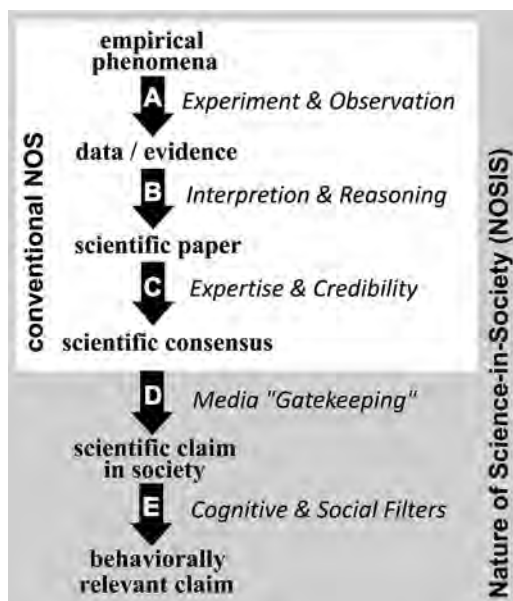 empirical
phenomena
A Experiment & Observation
data / evidence
B Interpretion & Reasoning
scientific paper
C Expertise & Credibility
scientific consensus
D Media "Gatekeeping"
scientific claim
in society
E Cognitive & Social Filters
behaviorally
relevant claim
conventional NOS
Nature of Science-in-Society (NOSIS)